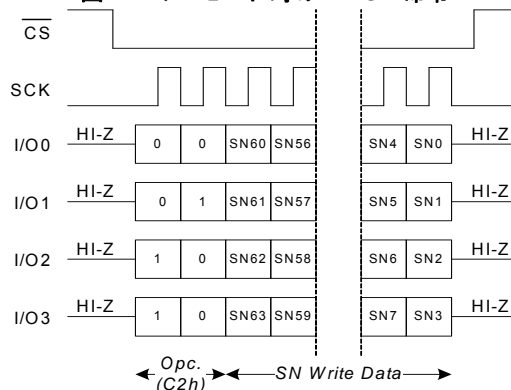 CS
SCK
I/O0 HI-Z 0 0 SN60 SN56 SN4 SN0 HI-Z
I/O1 HI-Z 0 1 SN61 SN57 SN5 SN1 HI-Z
I/O2 HI-Z 1 0 SN62 SN58 SN6 SN2 HI-Z
I/O3 HI-Z 1 0 SN63 SN59 SN7 SN3 HI-Z
Opc. SN Write Data
(C2h)